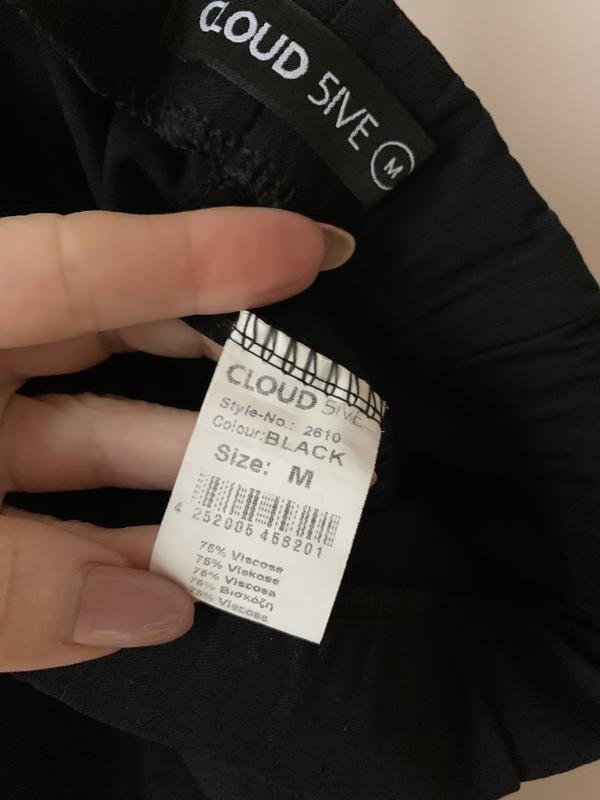 CLOUD 5IVE M
CLOUD 5IVE
Style-No.: 2610
Colour:BLACK
Size: M
4 252005 458201
75% Viscose
75% Viskose
75% Viscosa
75% Βισκόζη
75% Viscose